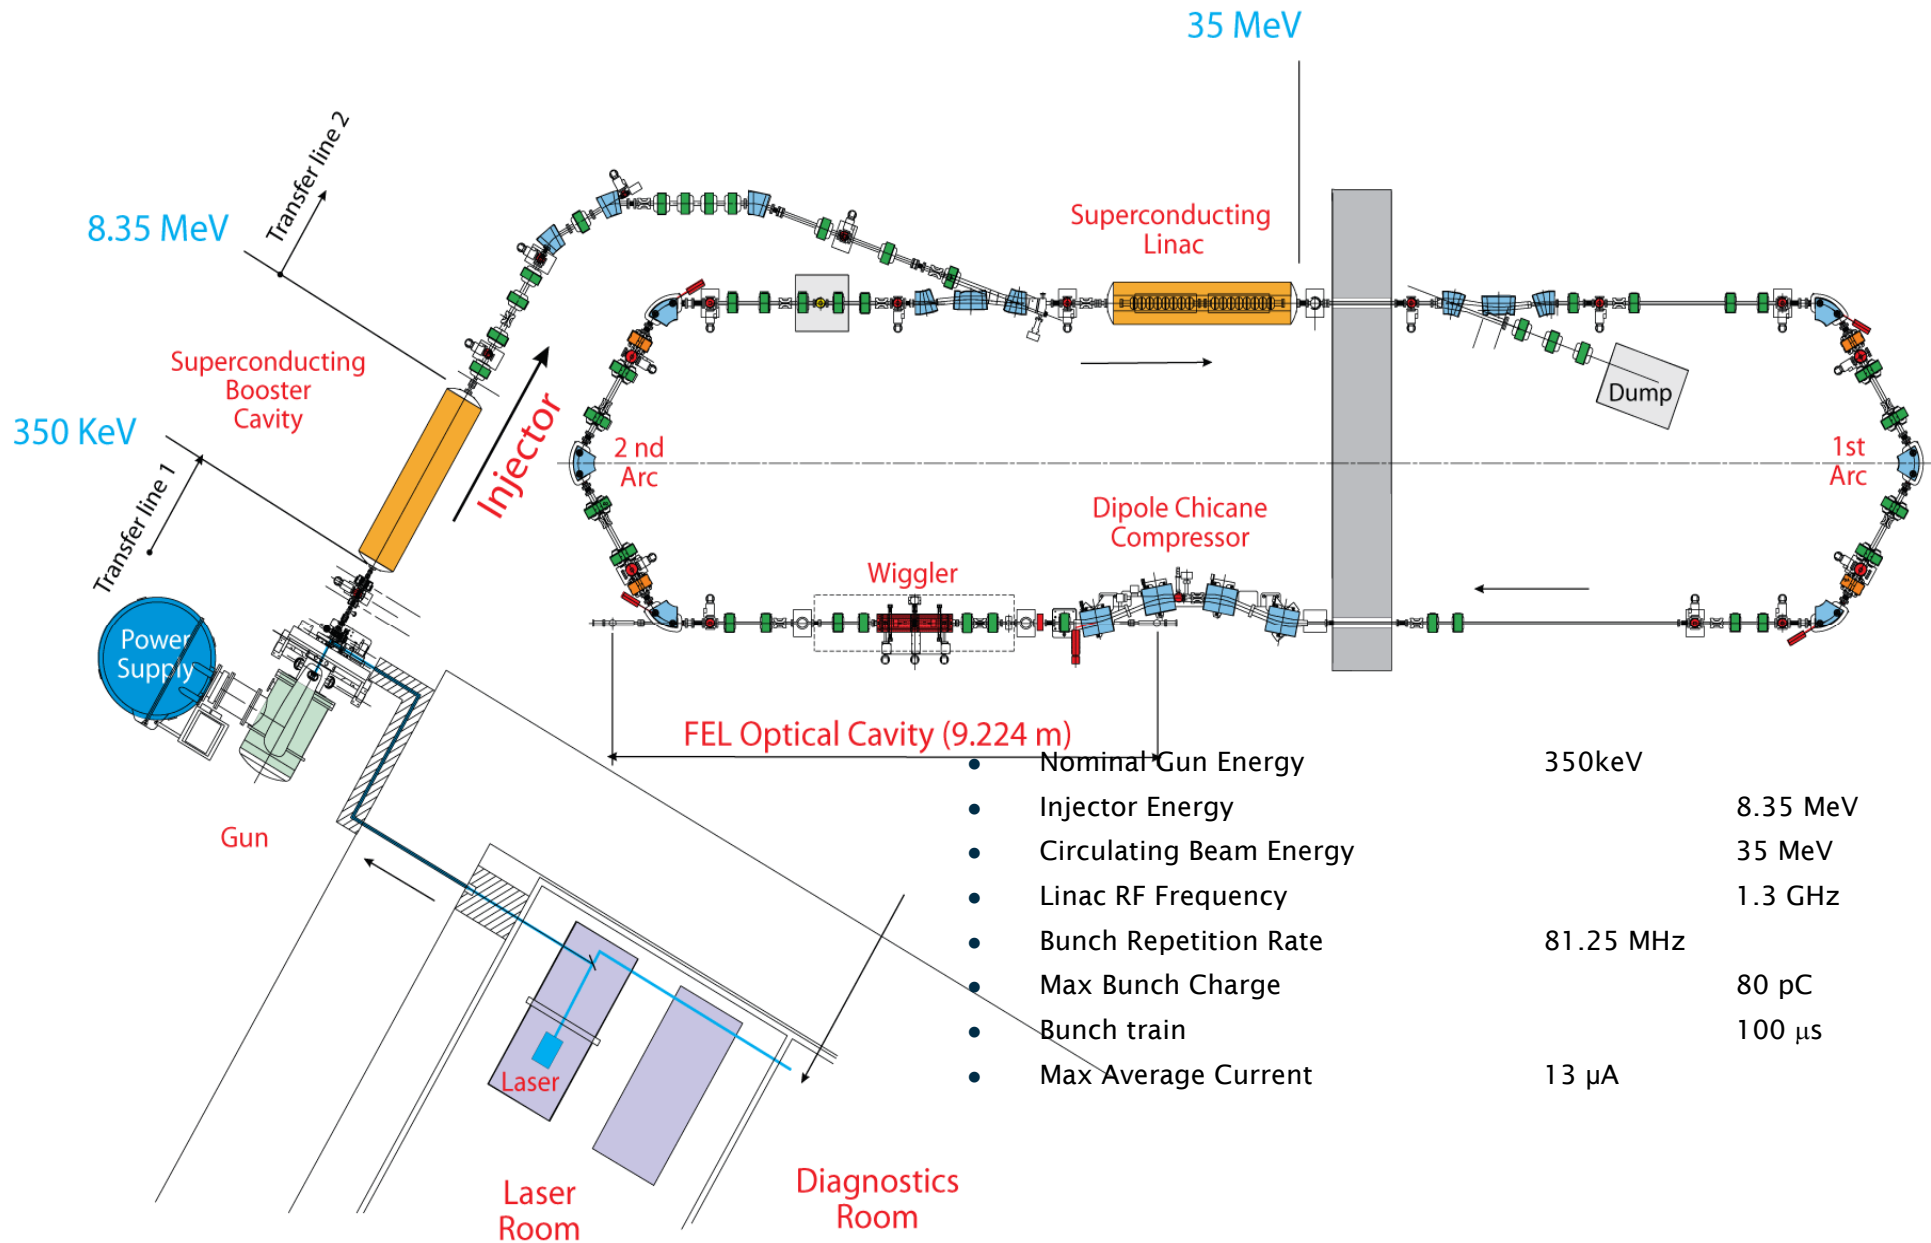 35 MeV
Transfer line 2
8.35 MeV
Superconducting
Linac
Superconducting
Booster
Cavity
350 KeV
Injector
Transfer line 1
2 nd
Arc
Dump
1st
Arc
Dipole Chicane
Compressor
Wiggler
Power
Supply
FEL Optical Cavity (9.224 m)
Gun
• Nominal Gun Energy 350keV
• Injector Energy 8.35 MeV
• Circulating Beam Energy 35 MeV
• Linac RF Frequency 1.3 GHz
• Bunch Repetition Rate 81.25 MHz
• Max Bunch Charge 80 pC
• Bunch train 100 μs
• Max Average Current 13 µA
Laser
Laser
Room
Diagnostics
Room